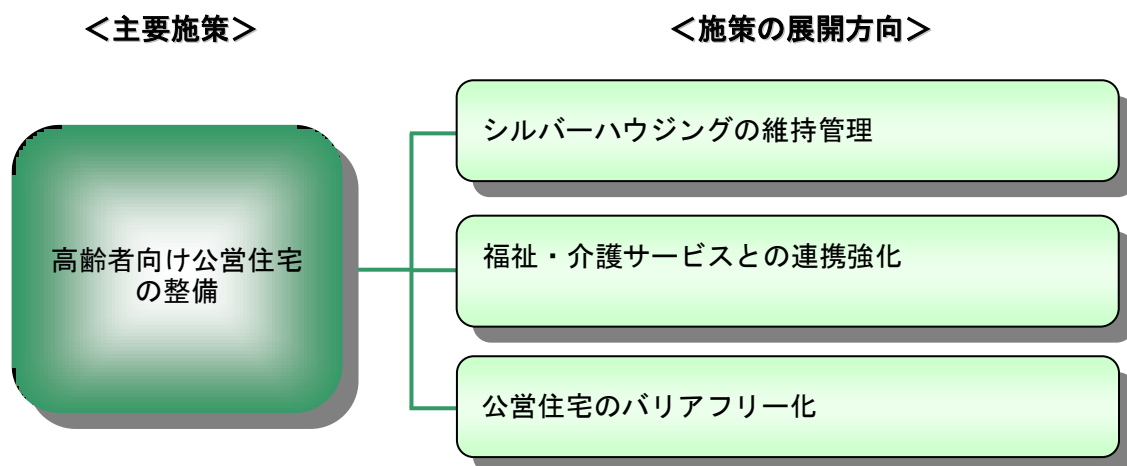 ＜主要施策＞
＜施策の展開方向＞
高齢者向け公営住宅
の整備
シルバーハウジングの維持管理
福祉・介護サービスとの連携強化
公営住宅のバリアフリー化